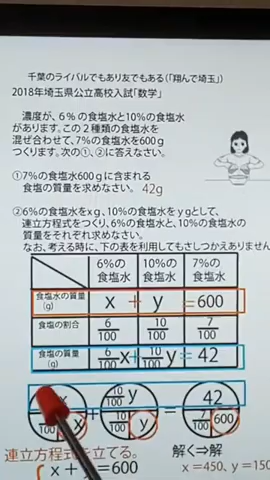 千葉のライバルでもあり友でもある(「翔んで埼玉」)
2018年埼玉県公立高校入試「数学」
濃度が、6%の食塩水と10%の食塩水
があります。この2種類の食塩水を
混ぜ合わせて、7%の食塩水を600g
つくります。次の①、②に答えなさい。
①7%の食塩水600gに含まれる
食塩の質量を求めなさい。 42g
②6%の食塩水をxg、10%の食塩水をygとして、
連立方程式をつくり、6%の食塩水と、10%の食塩水の
質量をそれぞれ求めなさい。
なお、考える時に、下の表を利用してもさしつかえありません
6%の食塩水 10%の食塩水 7%の食塩水
食塩水の質量(g) x + y =600
食塩の割合 6/100 10/100 7/100
食塩の質量(g) 6/100 x + 10/100 y = 42
x 10/100 y 42
/100 x + 10/100 y = 7/100 600
連立方程式を立てる。 解く⇒解
x + y =600 x=450、y=15